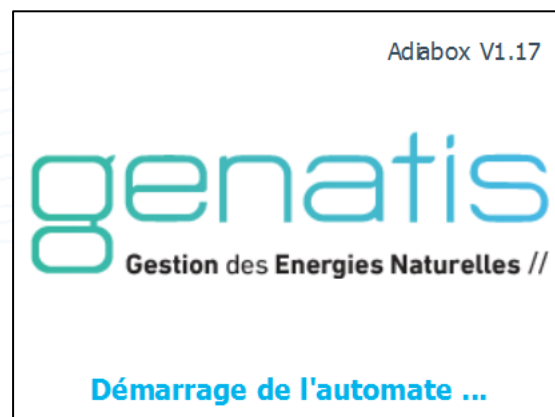 Adiabox V1.17
genatis
Gestion des Energies Naturelles //
Démarrage de l'automate ...